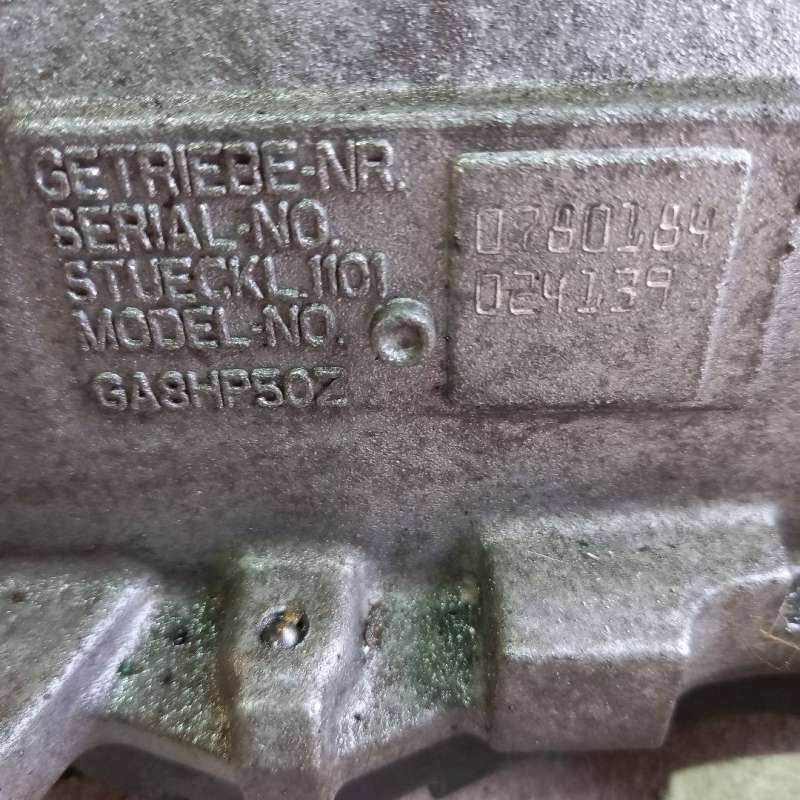 GETRIEBE-NR.
SERIAL-NO.
STUECKL.1101
MODEL-NO.
GA8HP50Z
0780184
024139